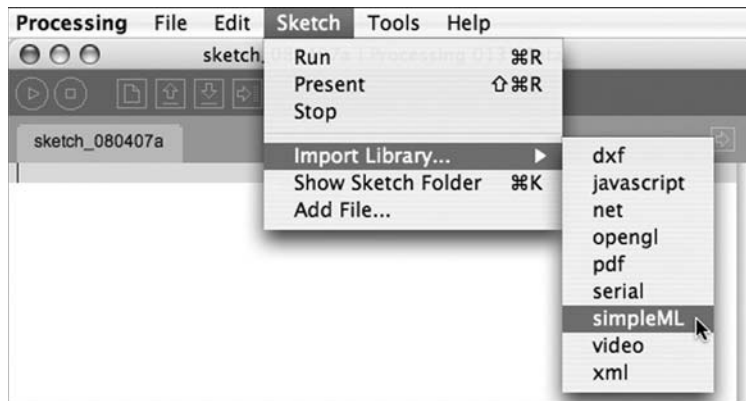 Processing File Edit Sketch Tools Help
sketch_
Run ⌘R
Present ⇧⌘R
Stop
sketch_080407a
Import Library... ▶
Show Sketch Folder ⌘K
Add File...
dxf
javascript
net
opengl
pdf
serial
simpleML
video
xml